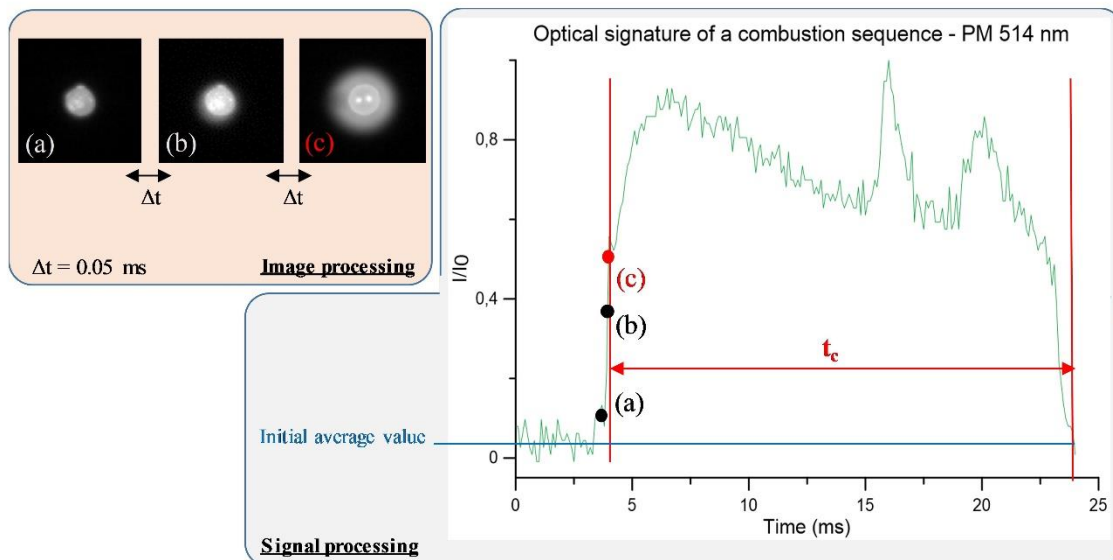 Optical signature of a combustion sequence - PM 514 nm
(a)
(b)
(c)
Δt
Δt
Δt = 0.05 ms
Image processing
I/I0
0,8
0,4
0
(c)
(b)
(a)
tc
Initial average value
0
5
10
15
20
25
Time (ms)
Signal processing